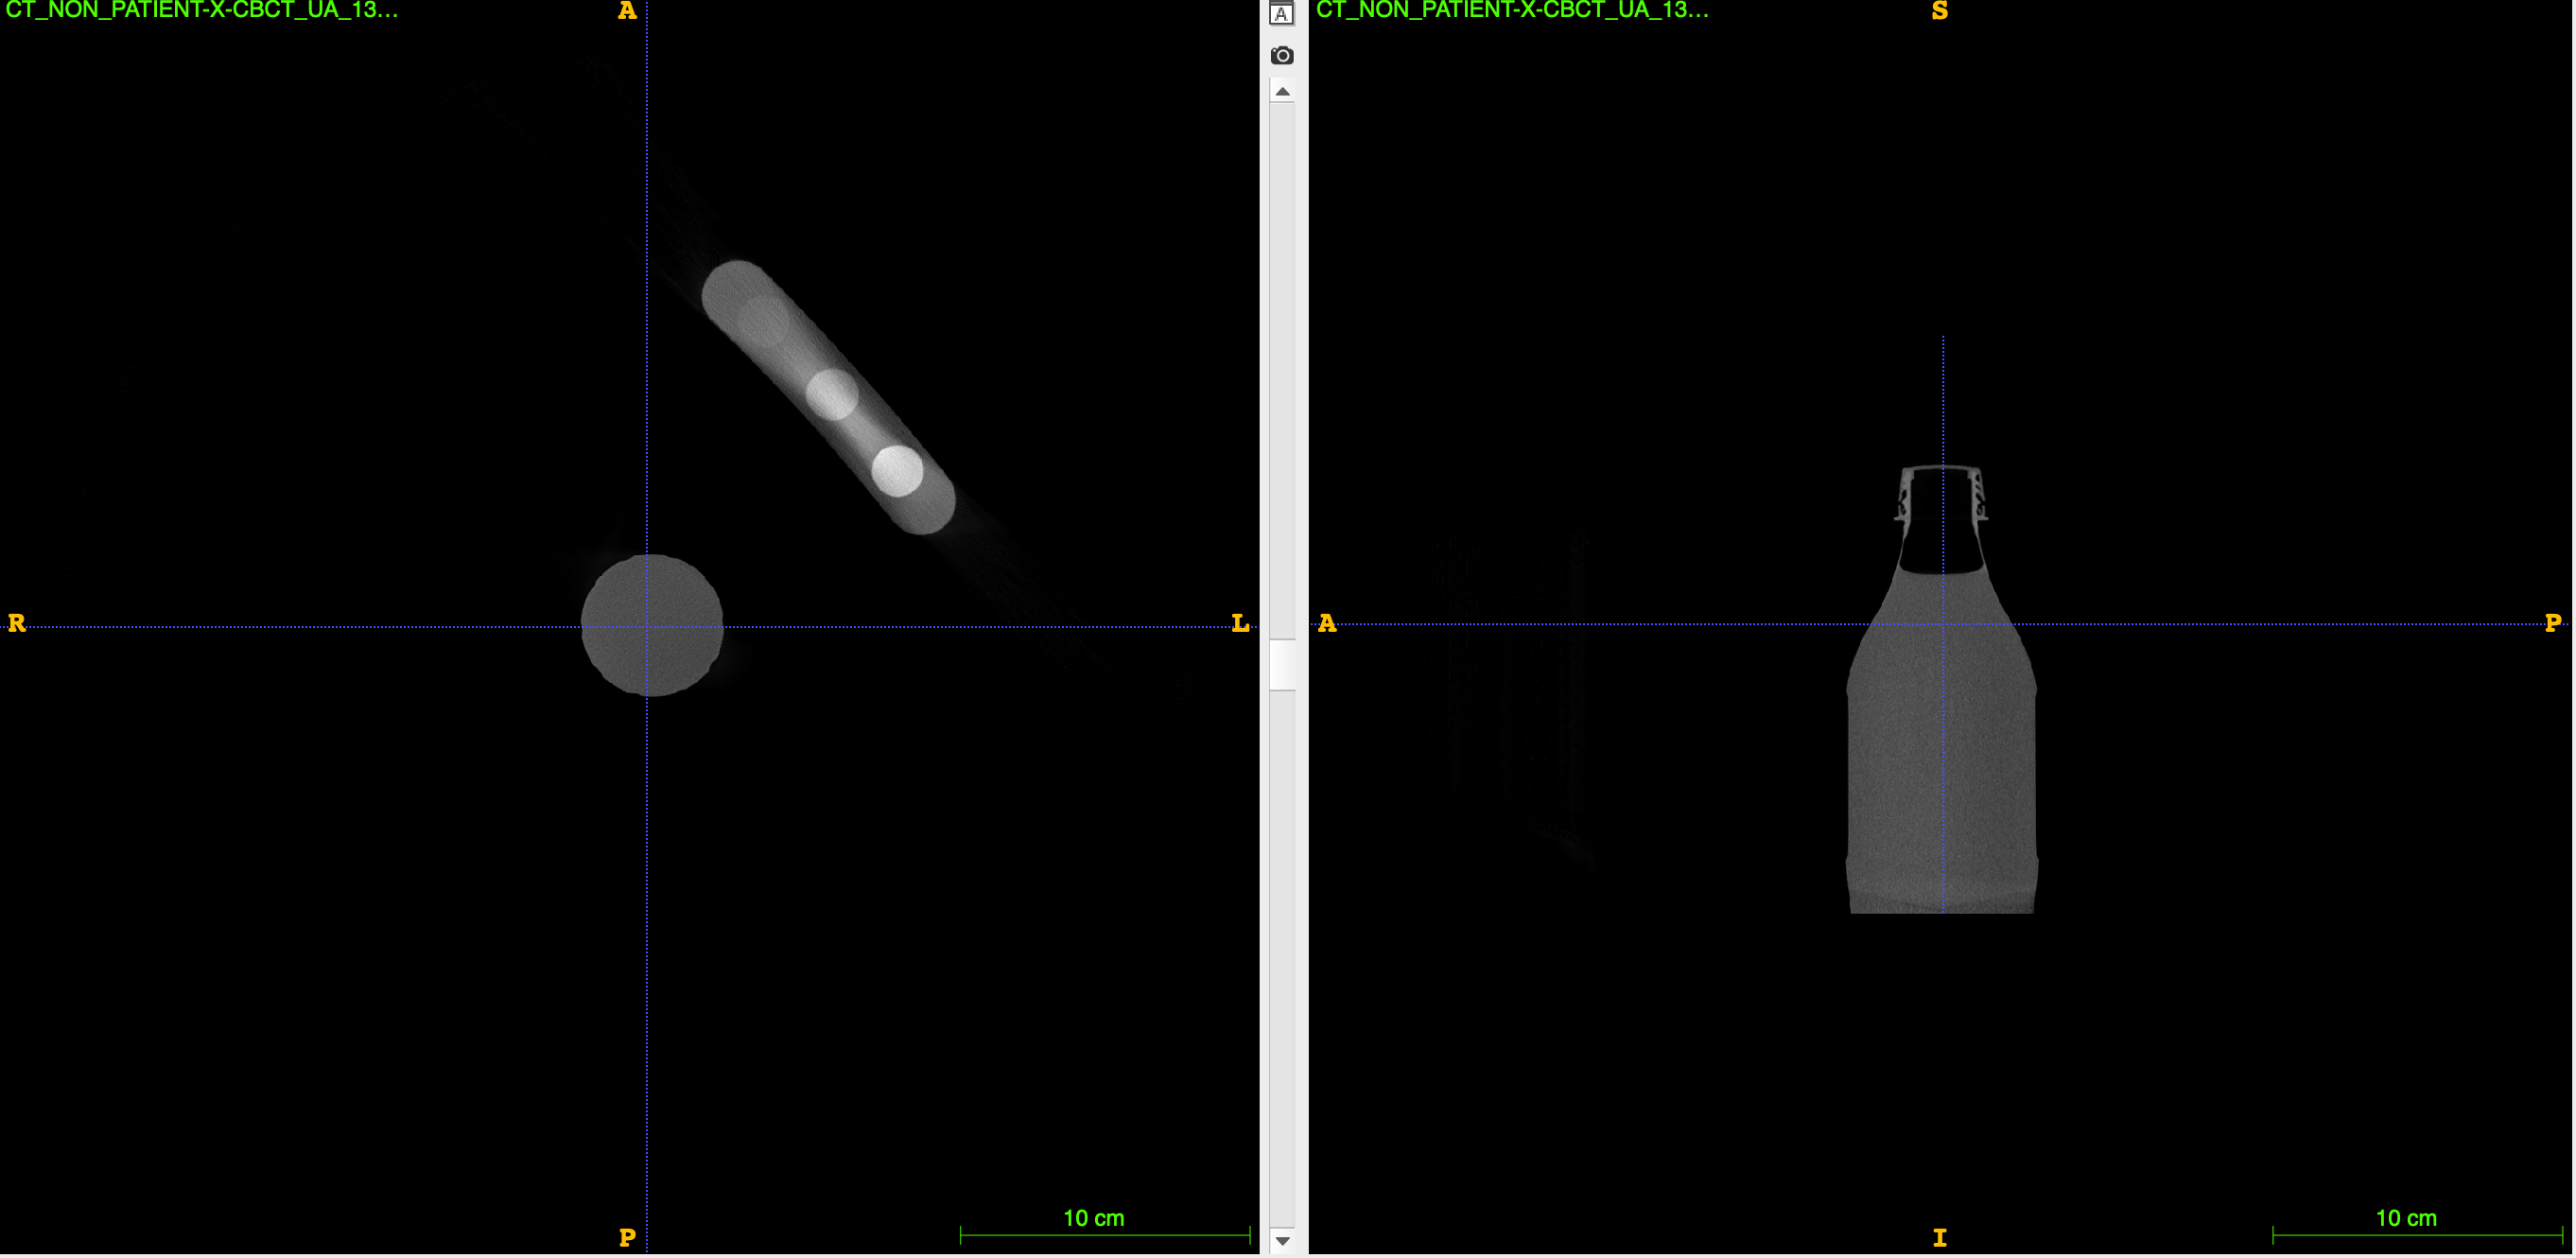 CT_NON_PATIENT-X-CBCT_UA_13...
A
R
L
P
10 cm
A
CT_NON_PATIENT-X-CBCT_UA_13...
S
A
P
I
10 cm